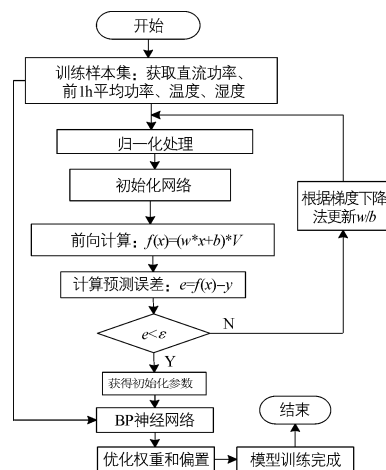 开始
训练样本集：获取直流功率、
前1h平均功率、温度、湿度
归一化处理
初始化网络
根据梯度下降
法更新w/b
前向计算：f(x)=(w*x+b)*V
计算预测误差：e=f(x)−y
e<ε
N
Y
获得初始化参数
BP神经网络
结束
优化权重和偏置
模型训练完成